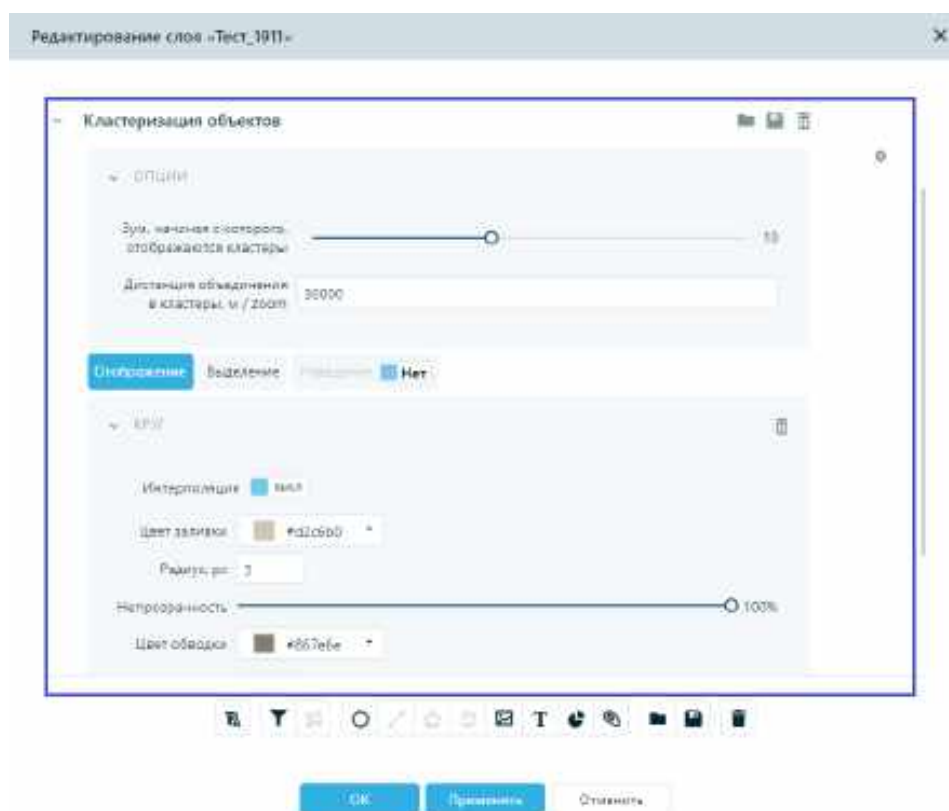 Редактирование слоя «Тест_1911»
Кластеризация объектов
ОПЦИИ
Зум, начиная с которого,
отображаются кластеры
10
Дистанция объединения
в кластеры, м / zoom
36000
Отображение
Выделение
Нет
КРУГ
Интерполяция
Цвет заливки
#d2c6b0
Радиус, px
3
Непрозрачность
100%
Цвет обводки
#867e6e
T
ОК
Применить
Отменить